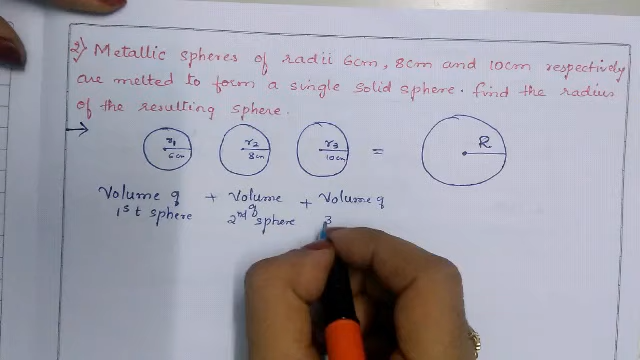 2) Metallic spheres of radii 6cm, 8cm and 10cm respectively
are melted to form a single solid sphere. Find the radius
of the resulting sphere.
→ r1 6cm r2 8cm r3 10cm = R
Volume of + Volume of + Volume of
1st sphere 2nd sphere 3